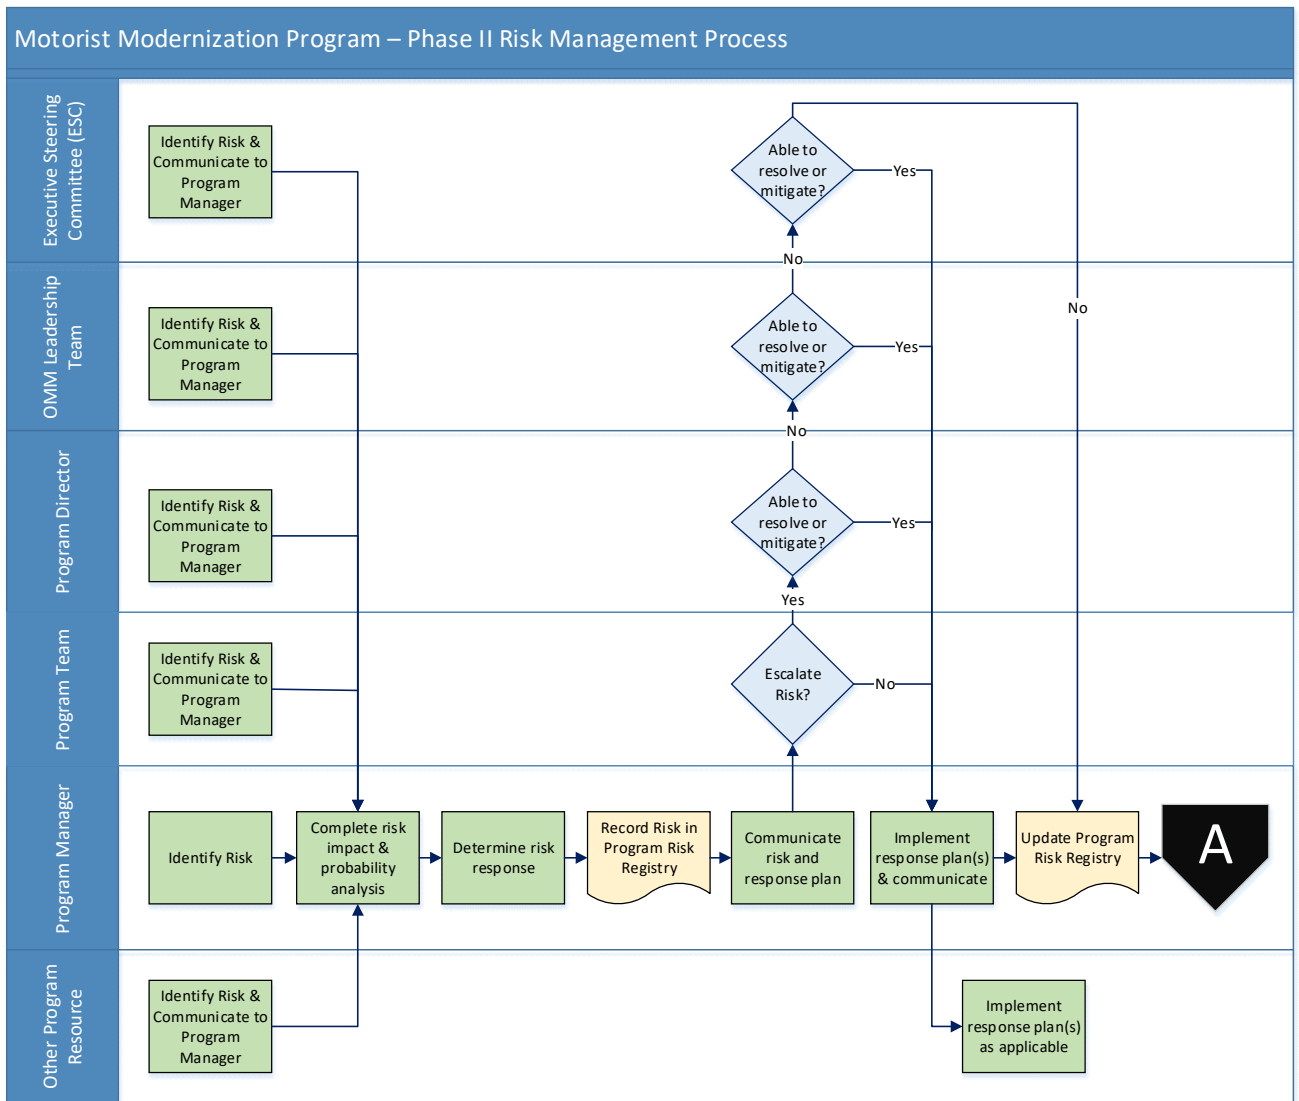 Motorist Modernization Program – Phase II Risk Management Process
Executive Steering
Committee (ESC)
Identify Risk &
Communicate to
Program
Manager
Able to
resolve or
mitigate?
Yes
No
OMM Leadership
Team
Identify Risk &
Communicate to
Program
Manager
Able to
resolve or
mitigate?
Yes
No
No
Program Director
Identify Risk &
Communicate to
Program
Manager
Able to
resolve or
mitigate?
Yes
Yes
Program Team
Identify Risk &
Communicate to
Program
Manager
Escalate
Risk?
No
Program Manager
Identify Risk
Complete risk
impact &
probability
analysis
Determine risk
response
Record Risk in
Program Risk
Registry
Communicate
risk and
response plan
Implement
response plan(s)
& communicate
Update Program
Risk Registry
A
Other Program
Resource
Identify Risk &
Communicate to
Program
Manager
Implement
response plan(s)
as applicable